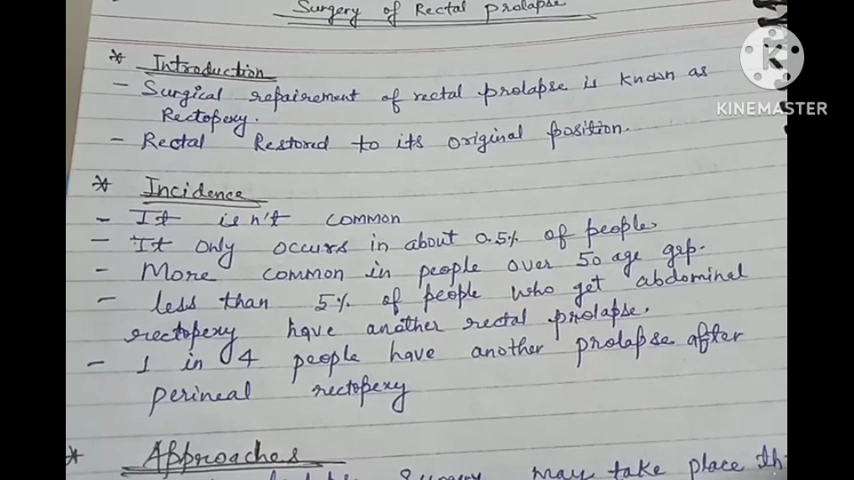 Surgery of Rectal Prolapse
* Introduction
- Surgical repairement of rectal prolapse is known as
Rectopexy.
- Rectal Restored to its original position.
* Incidence
- It isn't common
- It only occurs in about 0.5% of people
- More common in people over 50 age grp.
- less than 5% of people who get abdominal
rectopexy have another rectal prolapse.
- 1 in 4 people have another prolapse after
perineal rectopexy
* Approaches
Surgery may take place
K
KINEMASTER